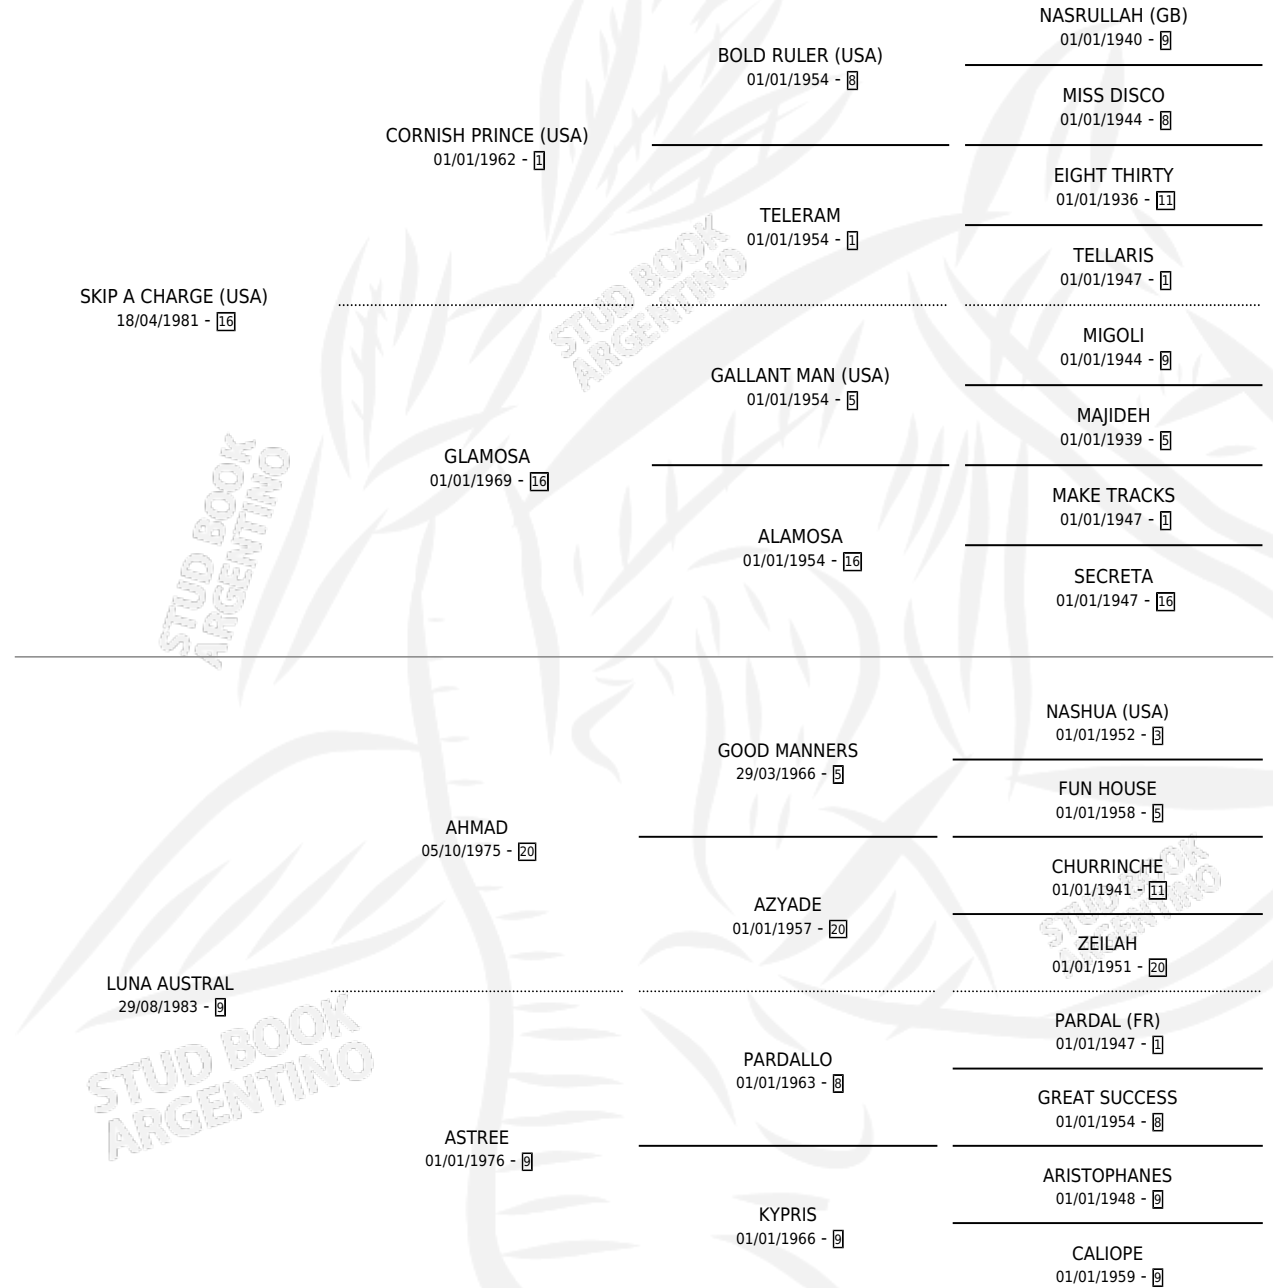 NASRULLAH (GB)
01/01/1940 - 9
BOLD RULER (USA)
01/01/1954 - 8
MISS DISCO
01/01/1944 - 8
CORNISH PRINCE (USA)
01/01/1962 - 1
EIGHT THIRTY
01/01/1936 - 11
TELERAM
01/01/1954 - 1
TELLARIS
01/01/1947 - 1
SKIP A CHARGE (USA)
18/04/1981 - 16
MIGOLI
01/01/1944 - 9
GALLANT MAN (USA)
01/01/1954 - 5
MAJIDEH
01/01/1939 - 5
GLAMOSA
01/01/1969 - 16
MAKE TRACKS
01/01/1947 - 1
ALAMOSA
01/01/1954 - 16
SECRETA
01/01/1947 - 16
STUD BOOK
ARGENTINO
STUD BOOK
ARGENTINO
NASHUA (USA)
01/01/1952 - 3
GOOD MANNERS
29/03/1966 - 5
FUN HOUSE
01/01/1958 - 5
AHMAD
05/10/1975 - 20
CHURRINCHE
01/01/1941 - 11
AZYADE
01/01/1957 - 20
ZEILAH
01/01/1951 - 20
LUNA AUSTRAL
29/08/1983 - 9
PARDAL (FR)
01/01/1947 - 1
PARDALLO
01/01/1963 - 8
GREAT SUCCESS
01/01/1954 - 8
ASTREE
01/01/1976 - 9
ARISTOPHANES
01/01/1948 - 9
KYPRIS
01/01/1966 - 9
CALIOPE
01/01/1959 - 9
STUD BOOK
ARGENTINO
STUD BOOK
ARGENTINO